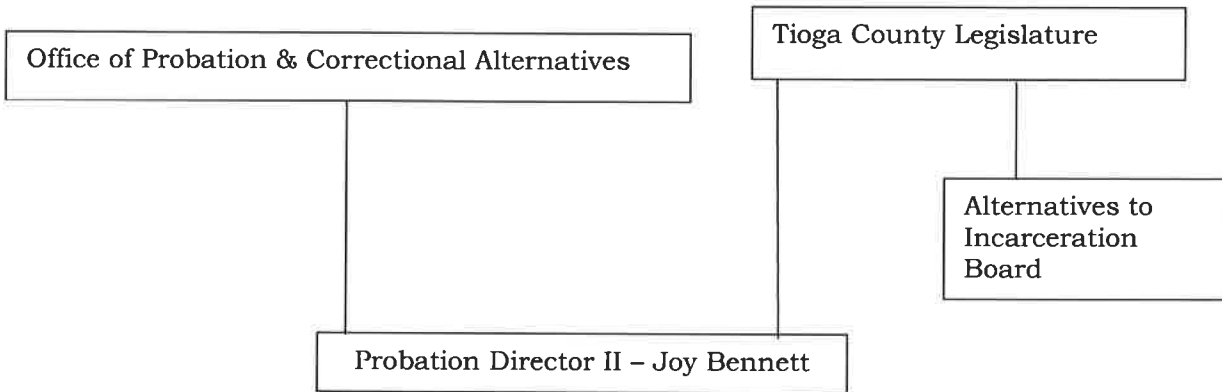 Office of Probation & Correctional Alternatives
Tioga County Legislature
Alternatives to
Incarceration
Board
Probation Director II – Joy Bennett